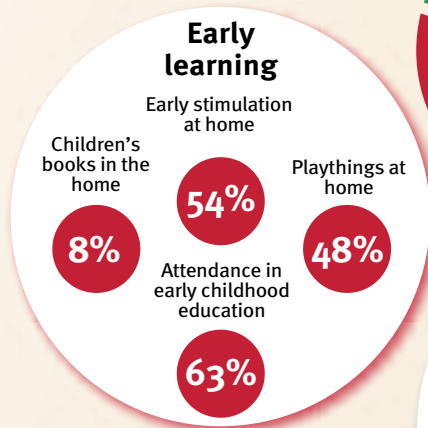 Early
learning
Early stimulation
at home
54%
Children's
books in the
home
8%
Playthings at
home
48%
Attendance in
early childhood
education
63%